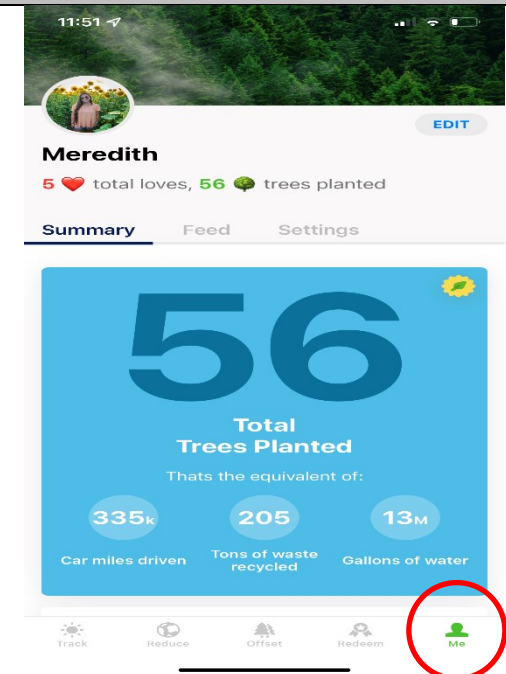 11:51
EDIT
Meredith
5 ❤️ total loves, 56 🌳 trees planted
Summary Feed Settings
56
Total
Trees Planted
Thats the equivalent of:
335k 205 13M
Car miles driven Tons of waste recycled Gallons of water
Track Reduce Offset Redeem Me